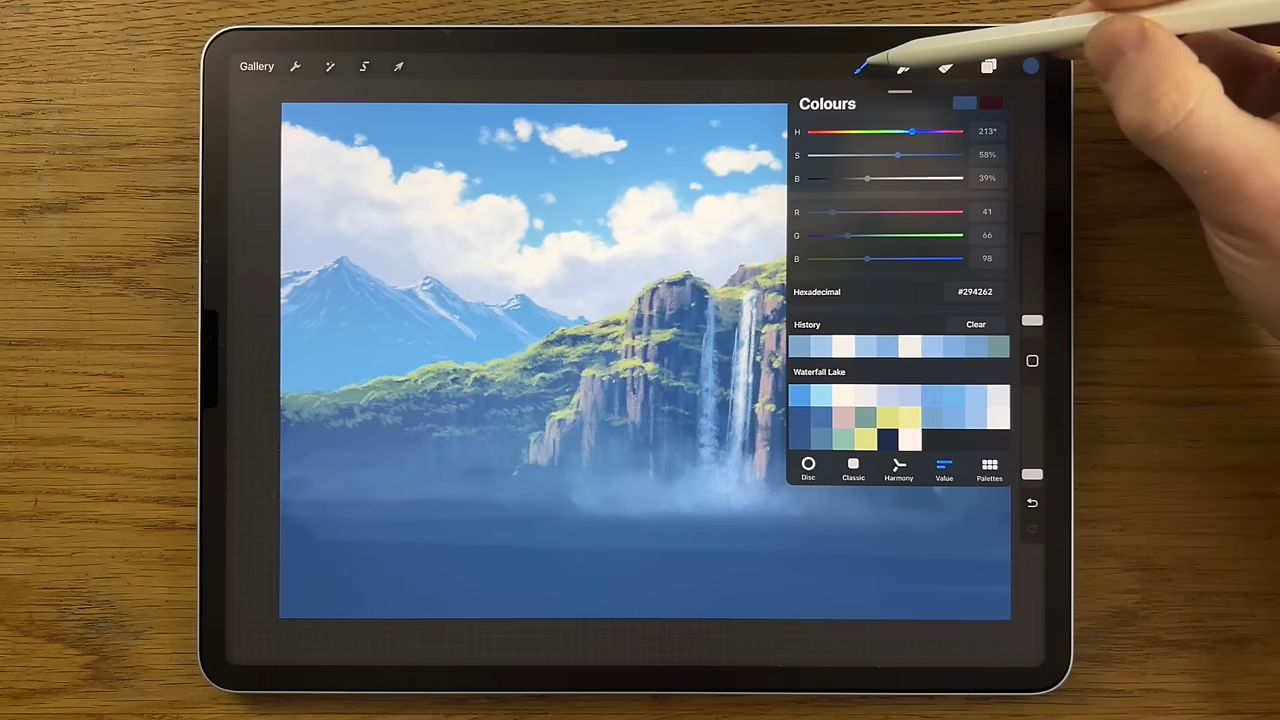 Gallery
Colours
H 213°
S 58%
B 39%
R 41
G 66
B 98
Hexadecimal #294262
History Clear
Waterfall Lake
Disc Classic Harmony Value Palettes